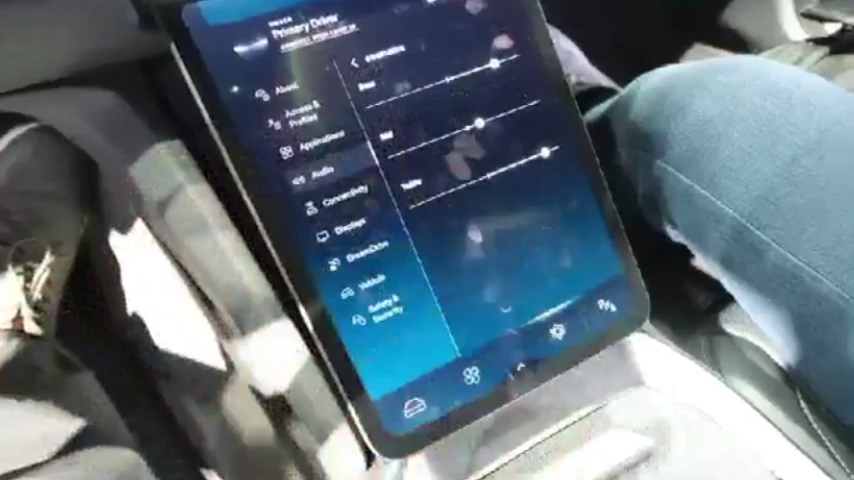 Primary Driver
About
Access &
Profiles
Applications
Audio
Connectivity
Displays
DreamDrive
Vehicle
Safety &
Security
Bass
Mid
Treble